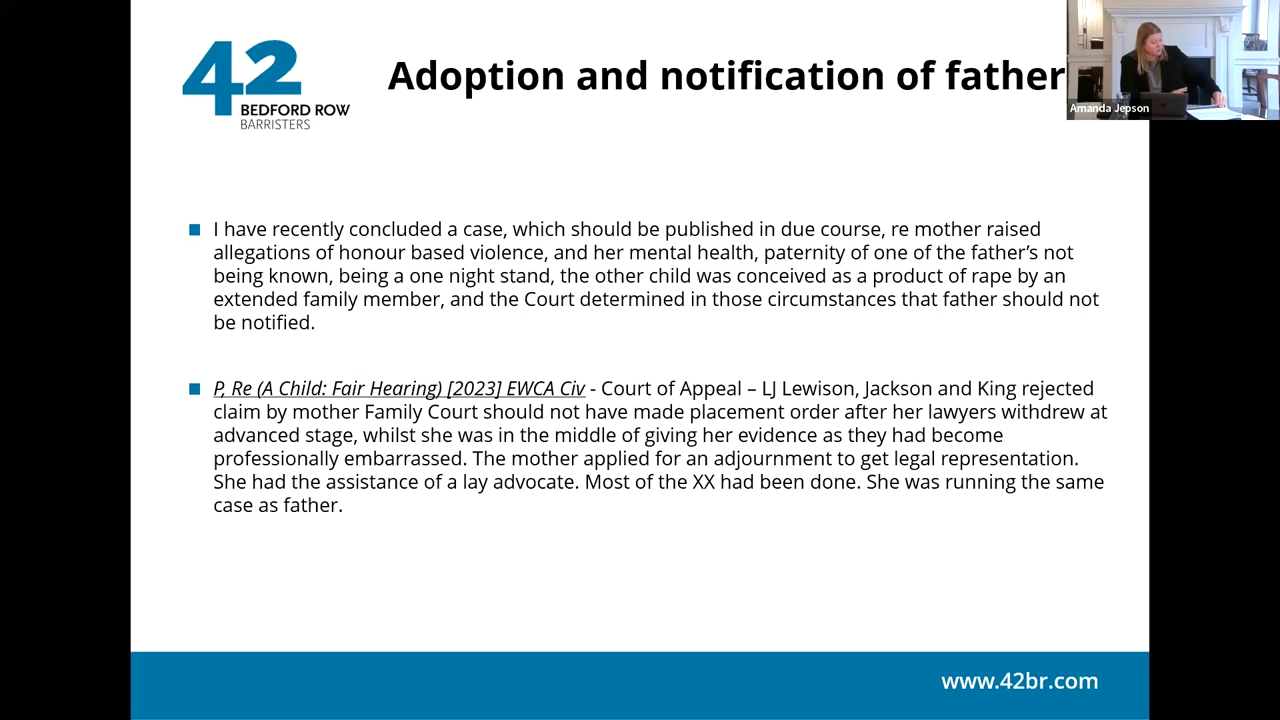 42
BEDFORD ROW
BARRISTERS
Adoption and notification of father
Amanda Jepson
I have recently concluded a case, which should be published in due course, re mother raised
allegations of honour based violence, and her mental health, paternity of one of the father's not
being known, being a one night stand, the other child was conceived as a product of rape by an
extended family member, and the Court determined in those circumstances that father should not
be notified.
P, Re (A Child: Fair Hearing) [2023] EWCA Civ - Court of Appeal – LJ Lewison, Jackson and King rejected
claim by mother Family Court should not have made placement order after her lawyers withdrew at
advanced stage, whilst she was in the middle of giving her evidence as they had become
professionally embarrassed. The mother applied for an adjournment to get legal representation.
She had the assistance of a lay advocate. Most of the XX had been done. She was running the same
case as father.
www.42br.com